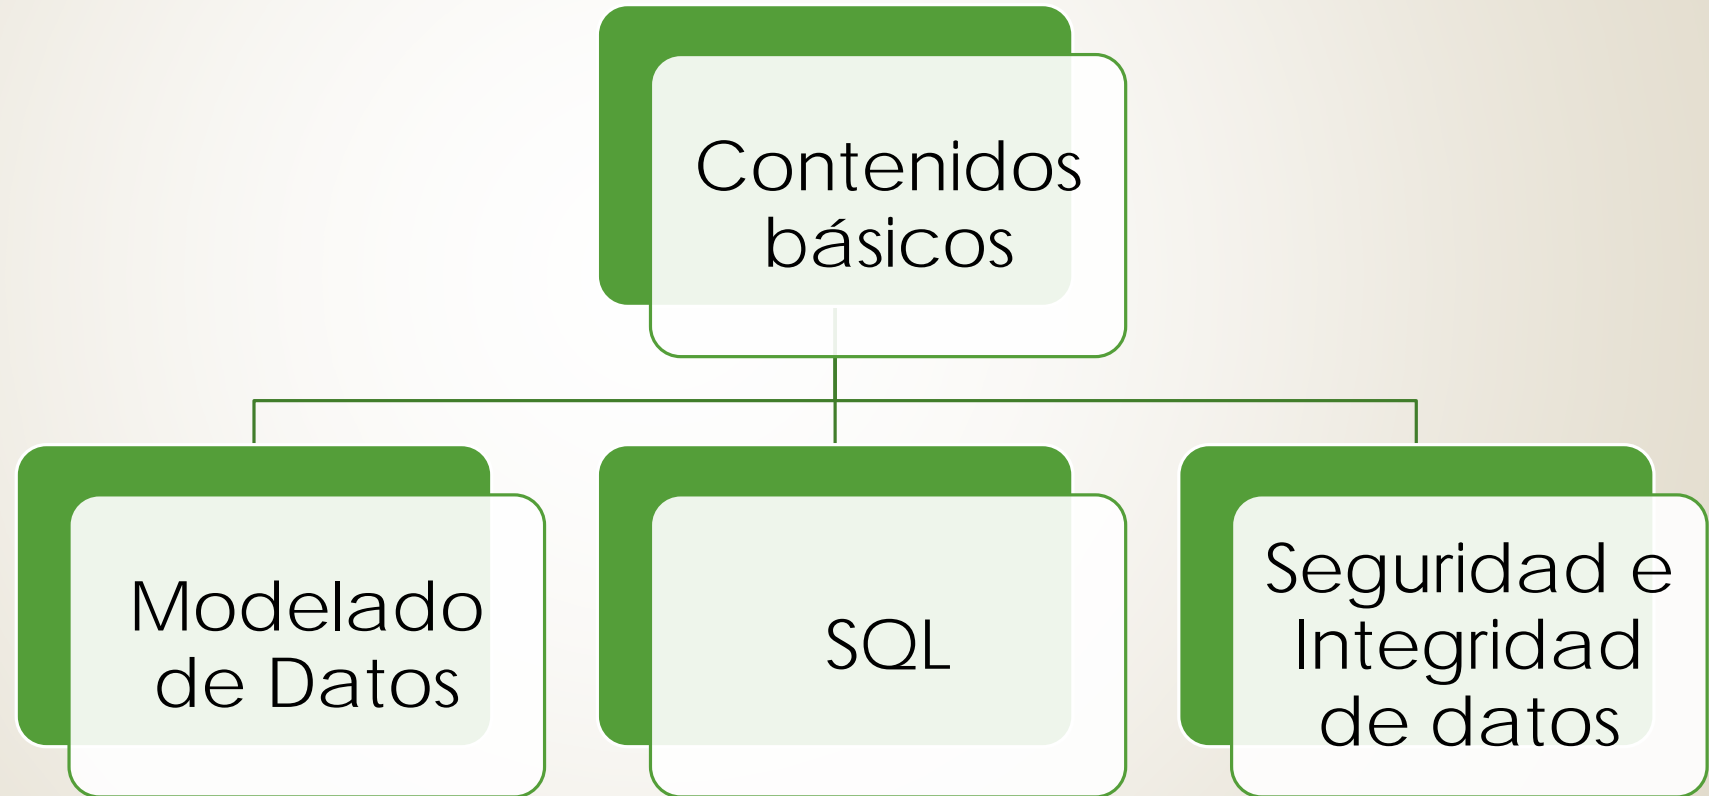 Contenidos
básicos
Modelado
de Datos
SQL
Seguridad e
Integridad
de datos